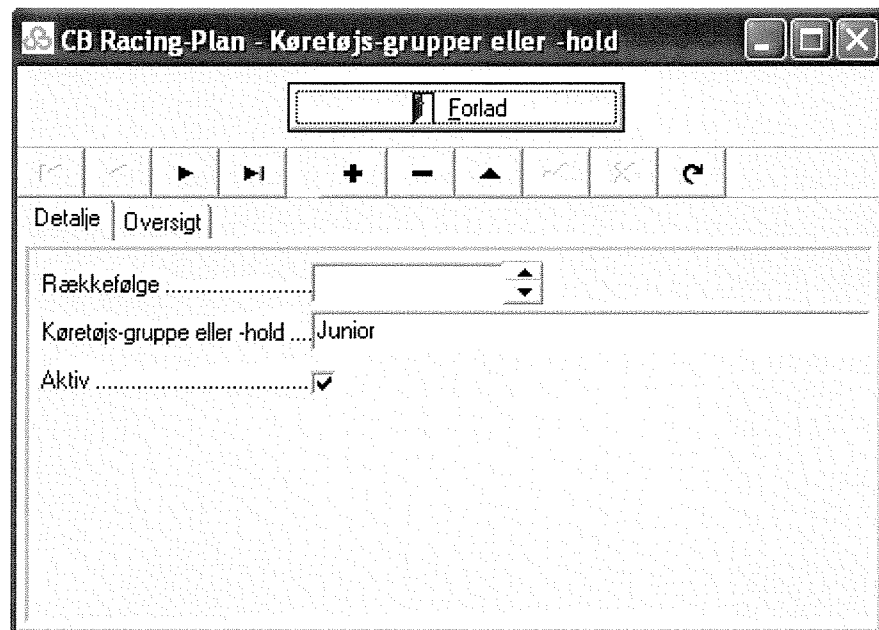 CB Racing-Plan - Køretøjs-grupper eller -hold
Forlad
Detalje Oversigt
Rækkefølge ..........................
Køretøjs-gruppe eller -hold .... Junior
Aktiv ......................................